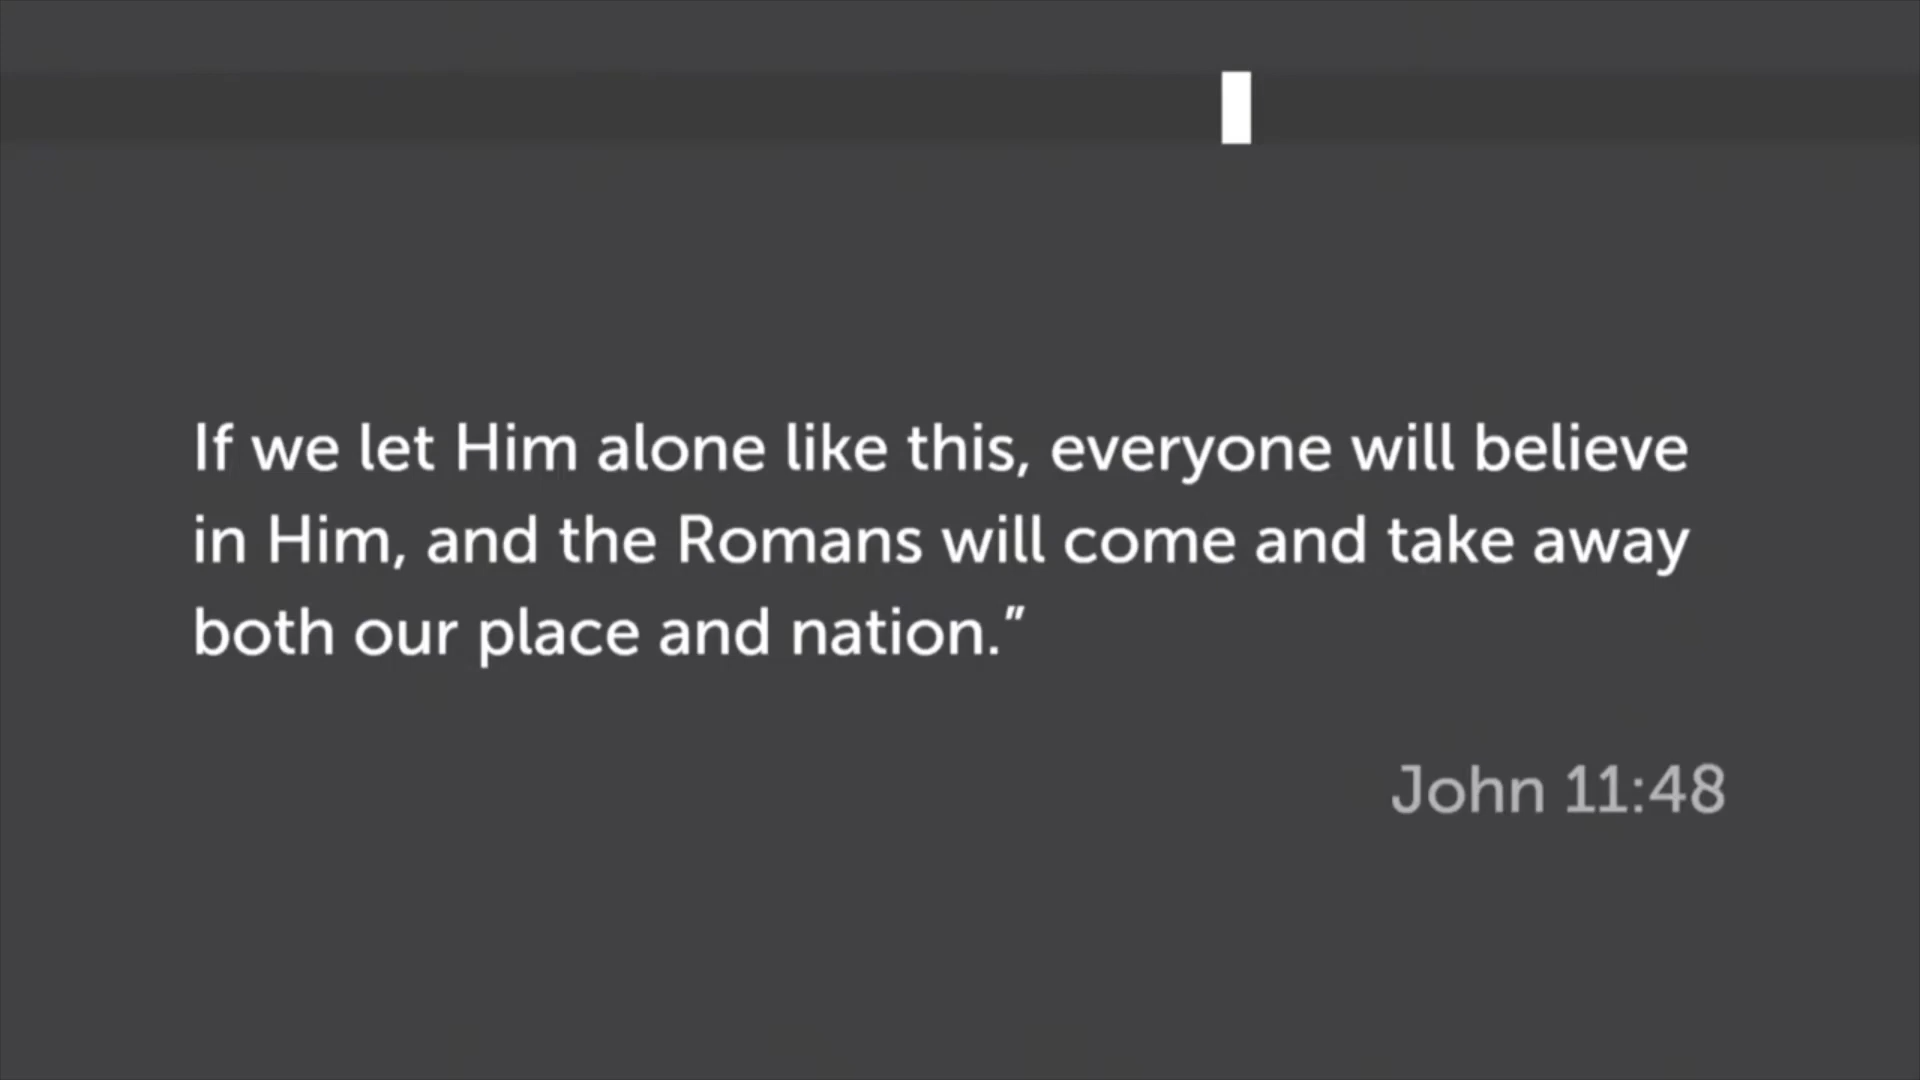 If we let Him alone like this, everyone will believe
in Him, and the Romans will come and take away
both our place and nation.”
John 11:48